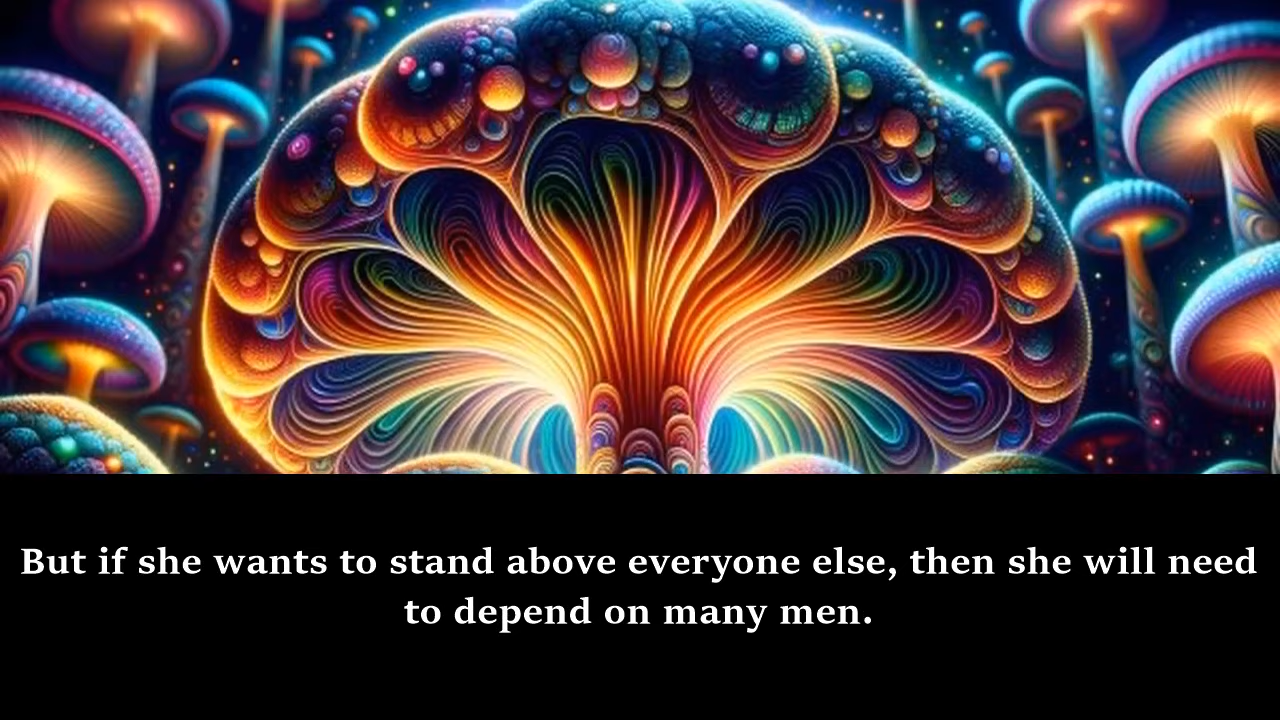 But if she wants to stand above everyone else, then she will need
to depend on many men.